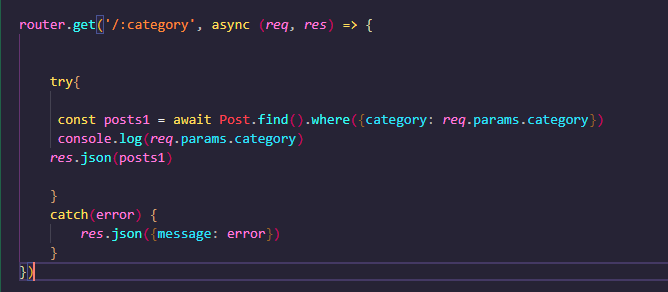 router.get('/:category', async (req, res) => {
try{
const posts1 = await Post.find().where({category: req.params.category})
console.log(req.params.category)
res.json(posts1)
}
catch(error) {
res.json({message: error})
}
})